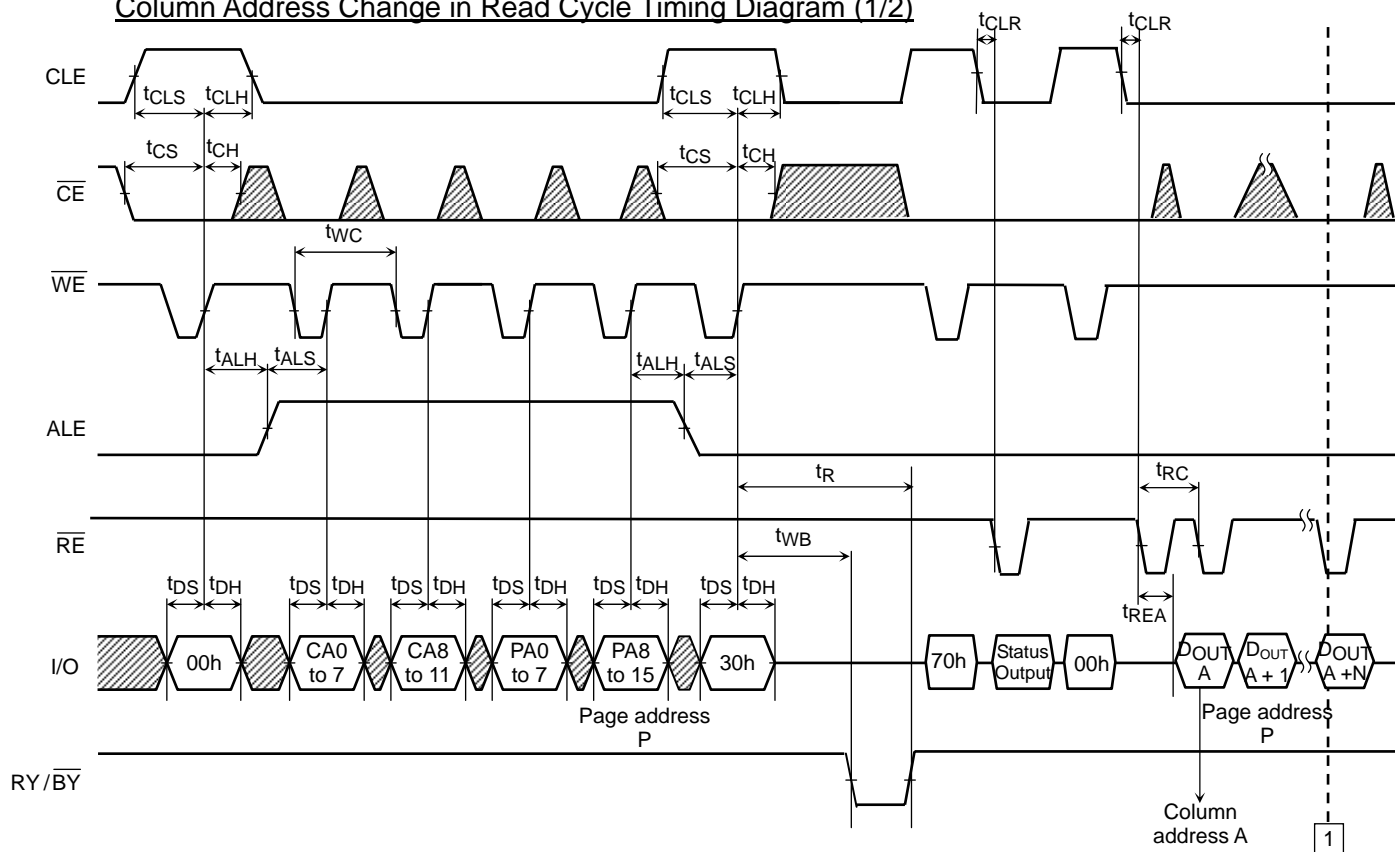 Column Address Change in Read Cycle Timing Diagram (1/2)
tCLR
tCLR
CLE
tCLS
tCLH
tCLS
tCLH
tCS
tCH
tCS
tCH
CE
tWC
WE
tALH
tALS
tALH
tALS
ALE
tR
tRC
RE
tWB
tREA
tDS
tDH
tDS
tDH
tDS
tDH
tDS
tDH
tDS
tDH
tDS
tDH
I/O
00h
CA0
to 7
CA8
to 11
PA0
to 7
PA8
to 15
30h
70h
Status
Output
00h
DOUT
A
DOUT
A + 1
DOUT
A +N
Page address
P
Page address
P
RY/BY
Column
address A
1